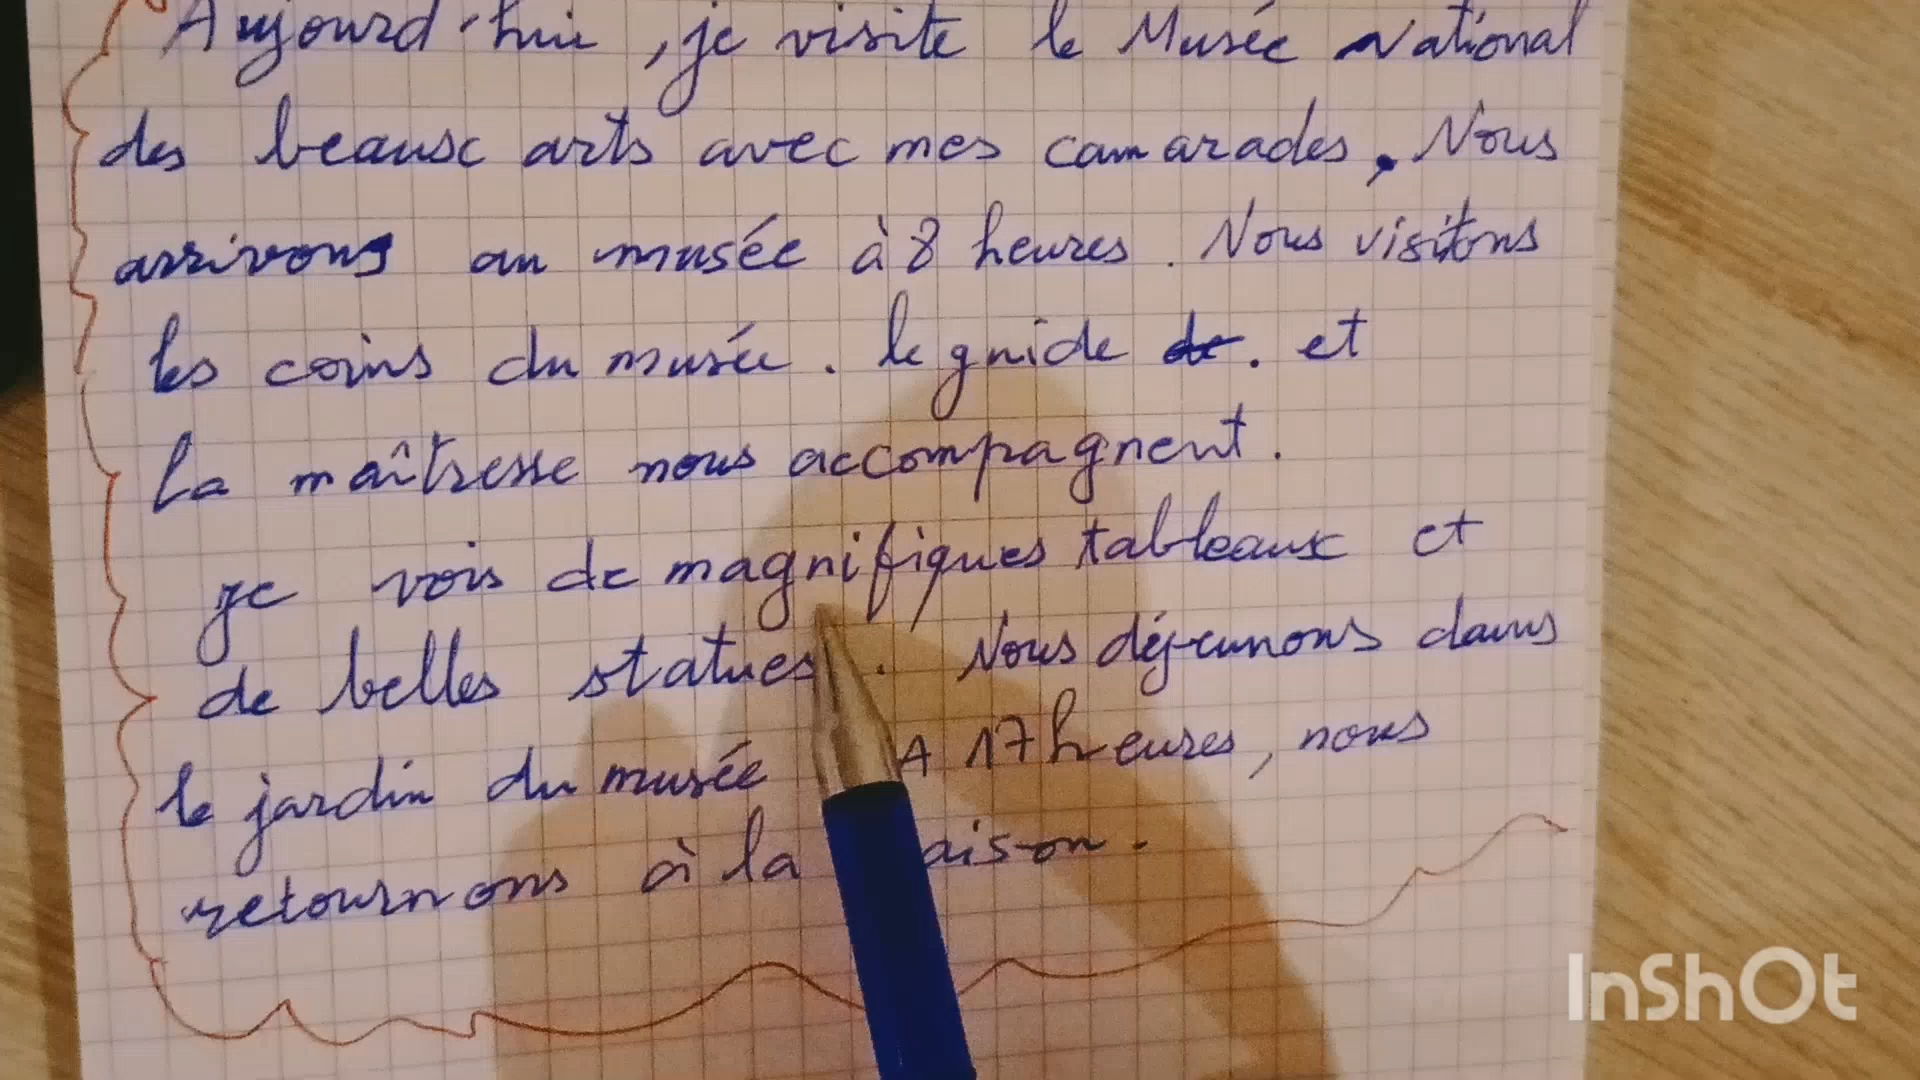 Aujourd'hui, je visite le Musée National
des beaux arts avec mes camarades. Nous
arrivons au musée à 8 heures. Nous visitons
les coins du musée. le guide de. et
la maîtresse nous accompagnent.
je vois de magnifiques tableaux et
de belles statues. Nous déjeunons dans
le jardin du musée A 17 heures, nous
retournons à la aison.
InShOt